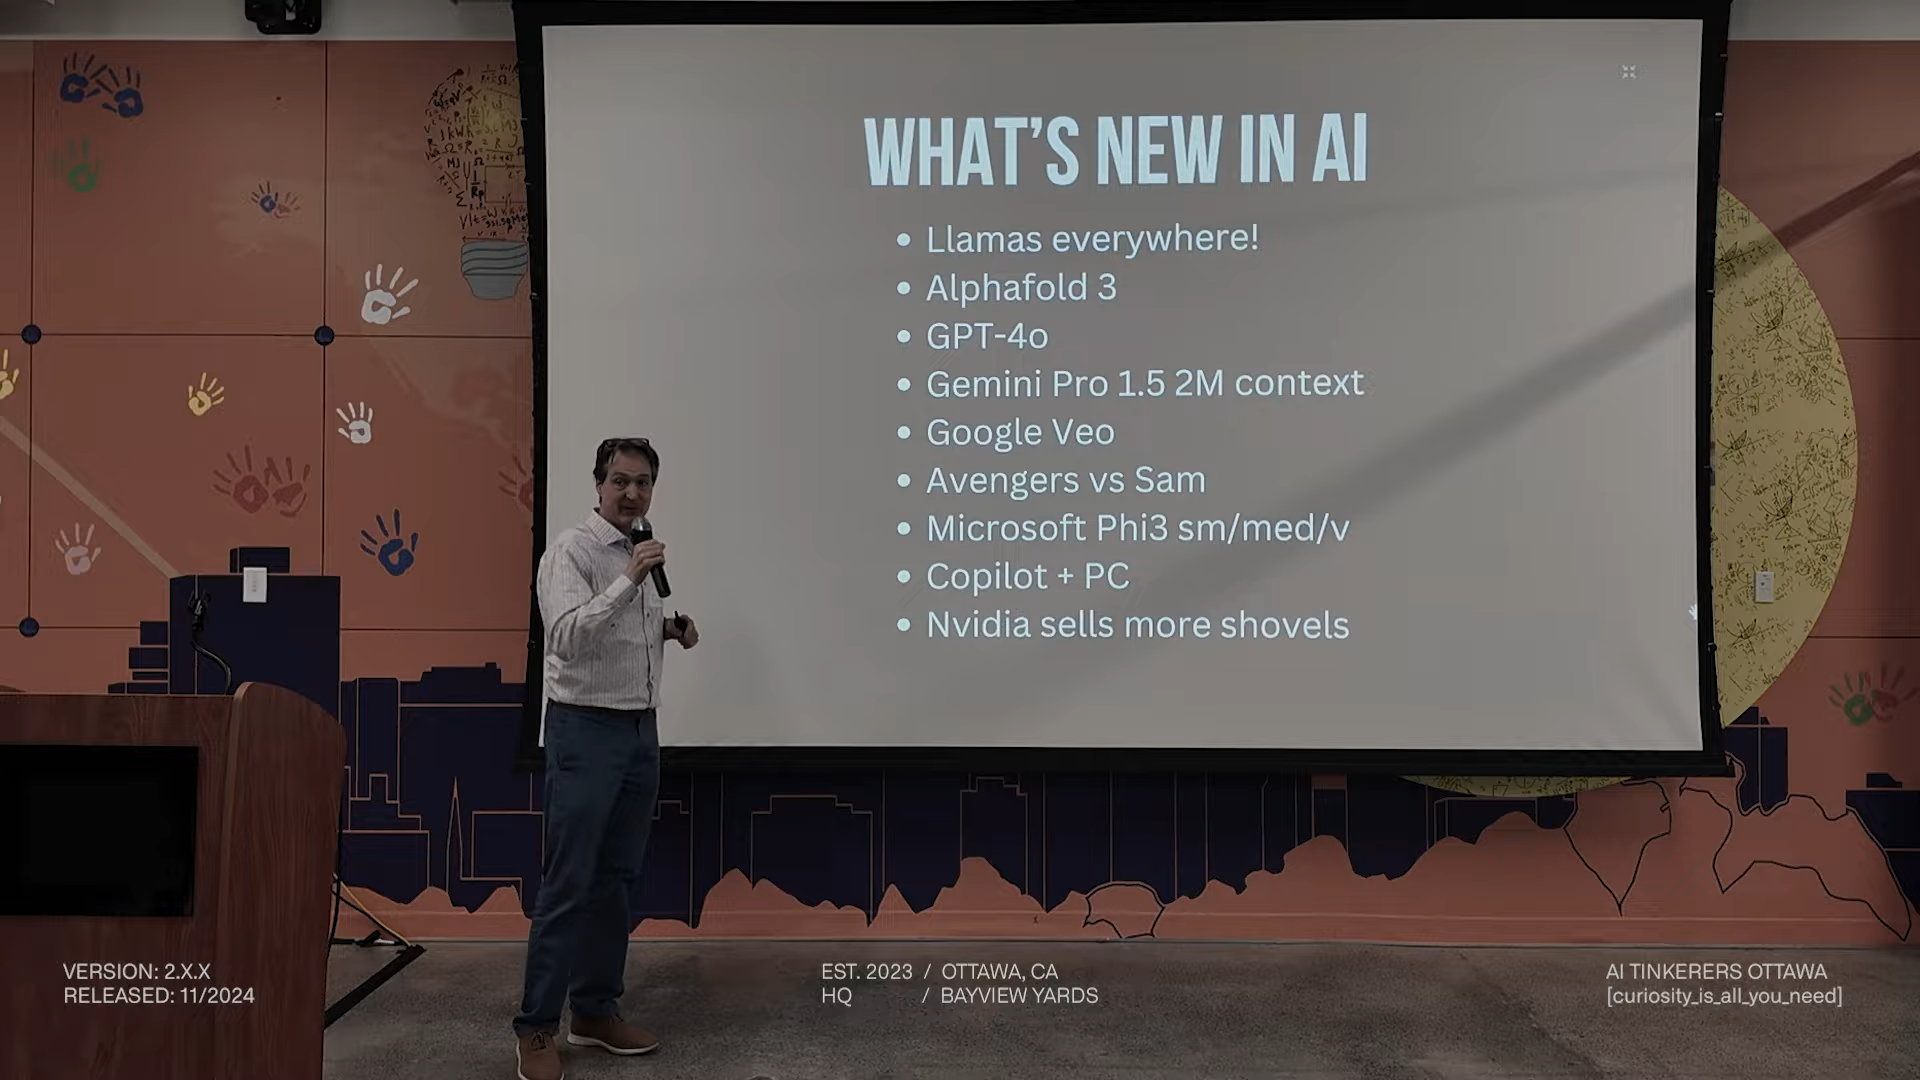 WHAT'S NEW IN AI
• Llamas everywhere!
• Alphafold 3
• GPT-4o
• Gemini Pro 1.5 2M context
• Google Veo
• Avengers vs Sam
• Microsoft Phi3 sm/med/v
• Copilot + PC
• Nvidia sells more shovels
VERSION: 2.X.X
RELEASED: 11/2024
EST. 2023 / OTTAWA, CA
HQ / BAYVIEW YARDS
AI TINKERERS OTTAWA
[curiosity_is_all_you_need]